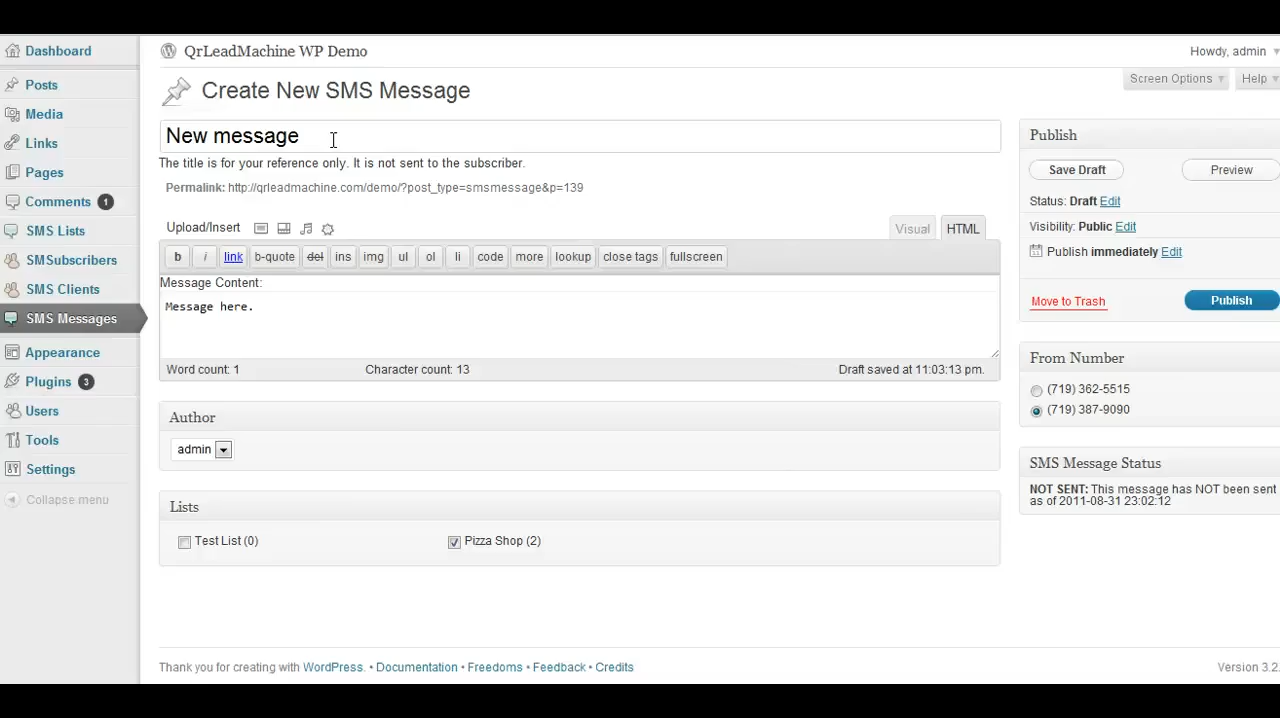 Dashboard
Posts
Media
Links
Pages
Comments 1
SMS Lists
SMSubscribers
SMS Clients
SMS Messages
Appearance
Plugins 3
Users
Tools
Settings
Collapse menu
QrLeadMachine WP Demo
Howdy, admin
Screen Options
Help
Create New SMS Message
New message
The title is for your reference only. It is not sent to the subscriber.
Permalink: http://qrleadmachine.com/demo/?post_type=smsmessage&p=139
Upload/Insert
Visual
HTML
b i link b-quote del ins img ul ol li code more lookup close tags fullscreen
Message Content:
Message here.
Word count: 1 Character count: 13 Draft saved at 11:03:13 pm.
Author
admin
Lists
Test List (0) Pizza Shop (2)
Publish
Save Draft Preview
Status: Draft Edit
Visibility: Public Edit
Publish immediately Edit
Move to Trash Publish
From Number
(719) 362-5515
(719) 387-9090
SMS Message Status
NOT SENT: This message has NOT been sent
as of 2011-08-31 23:02:12
Thank you for creating with WordPress. • Documentation • Freedoms • Feedback • Credits
Version 3.2.